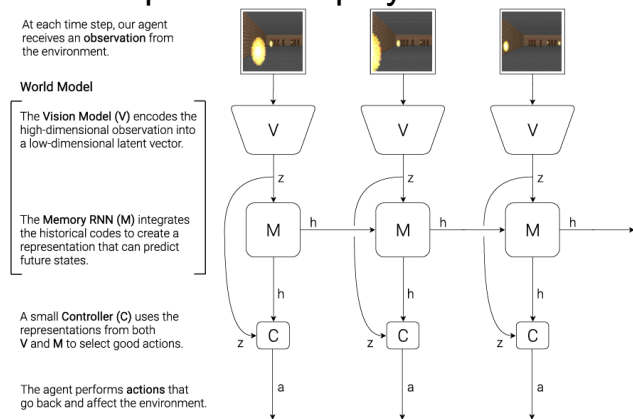 At each time step, our agent
receives an observation from
the environment.
World Model
The Vision Model (V) encodes the
high-dimensional observation into
a low-dimensional latent vector.
The Memory RNN (M) integrates
the historical codes to create a
representation that can predict
future states.
A small Controller (C) uses the
representations from both
V and M to select good actions.
The agent performs actions that
go back and affect the environment.
V V V
z z z
M h M h M h
h h h
z C z C z C
a a a